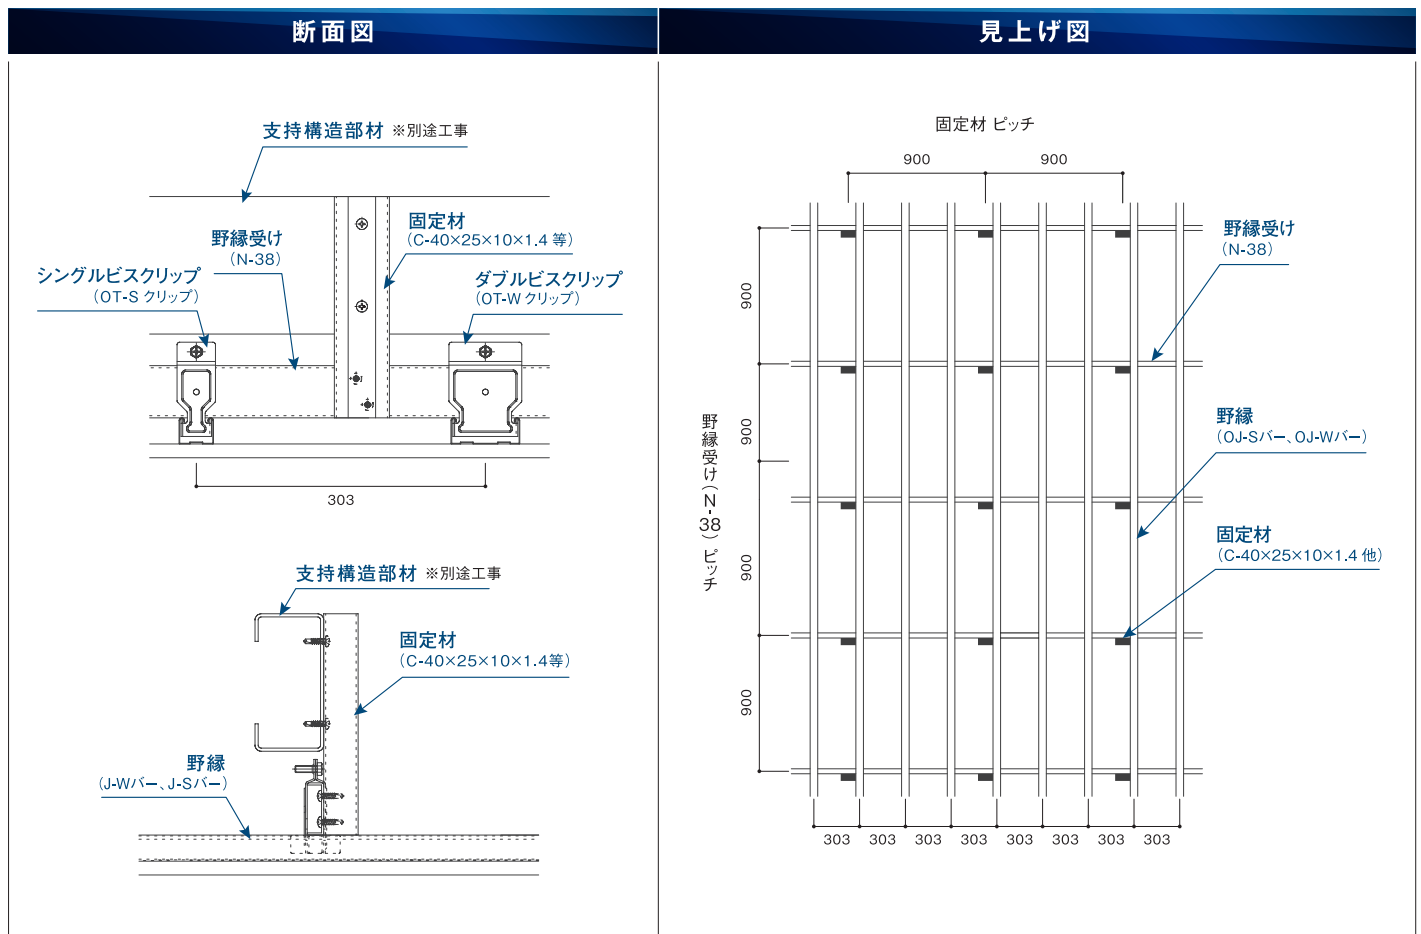 断面図
支持構造部材 ※別途工事
固定材
(C-40×25×10×1.4 等)
野縁受け
(N-38)
シングルビスクリップ
(OT-S クリップ)
ダブルビスクリップ
(OT-W クリップ)
303
支持構造部材 ※別途工事
固定材
(C-40×25×10×1.4等)
野縁
(J-Wバー、J-Sバー)
見上げ図
固定材 ピッチ
900
900
野縁受け
(N-38)
900
900
野縁受け(N-38)ピッチ
野縁
(OJ-Sバー、OJ-Wバー)
固定材
(C-40×25×10×1.4 他)
900
900
303
303
303
303
303
303
303
303